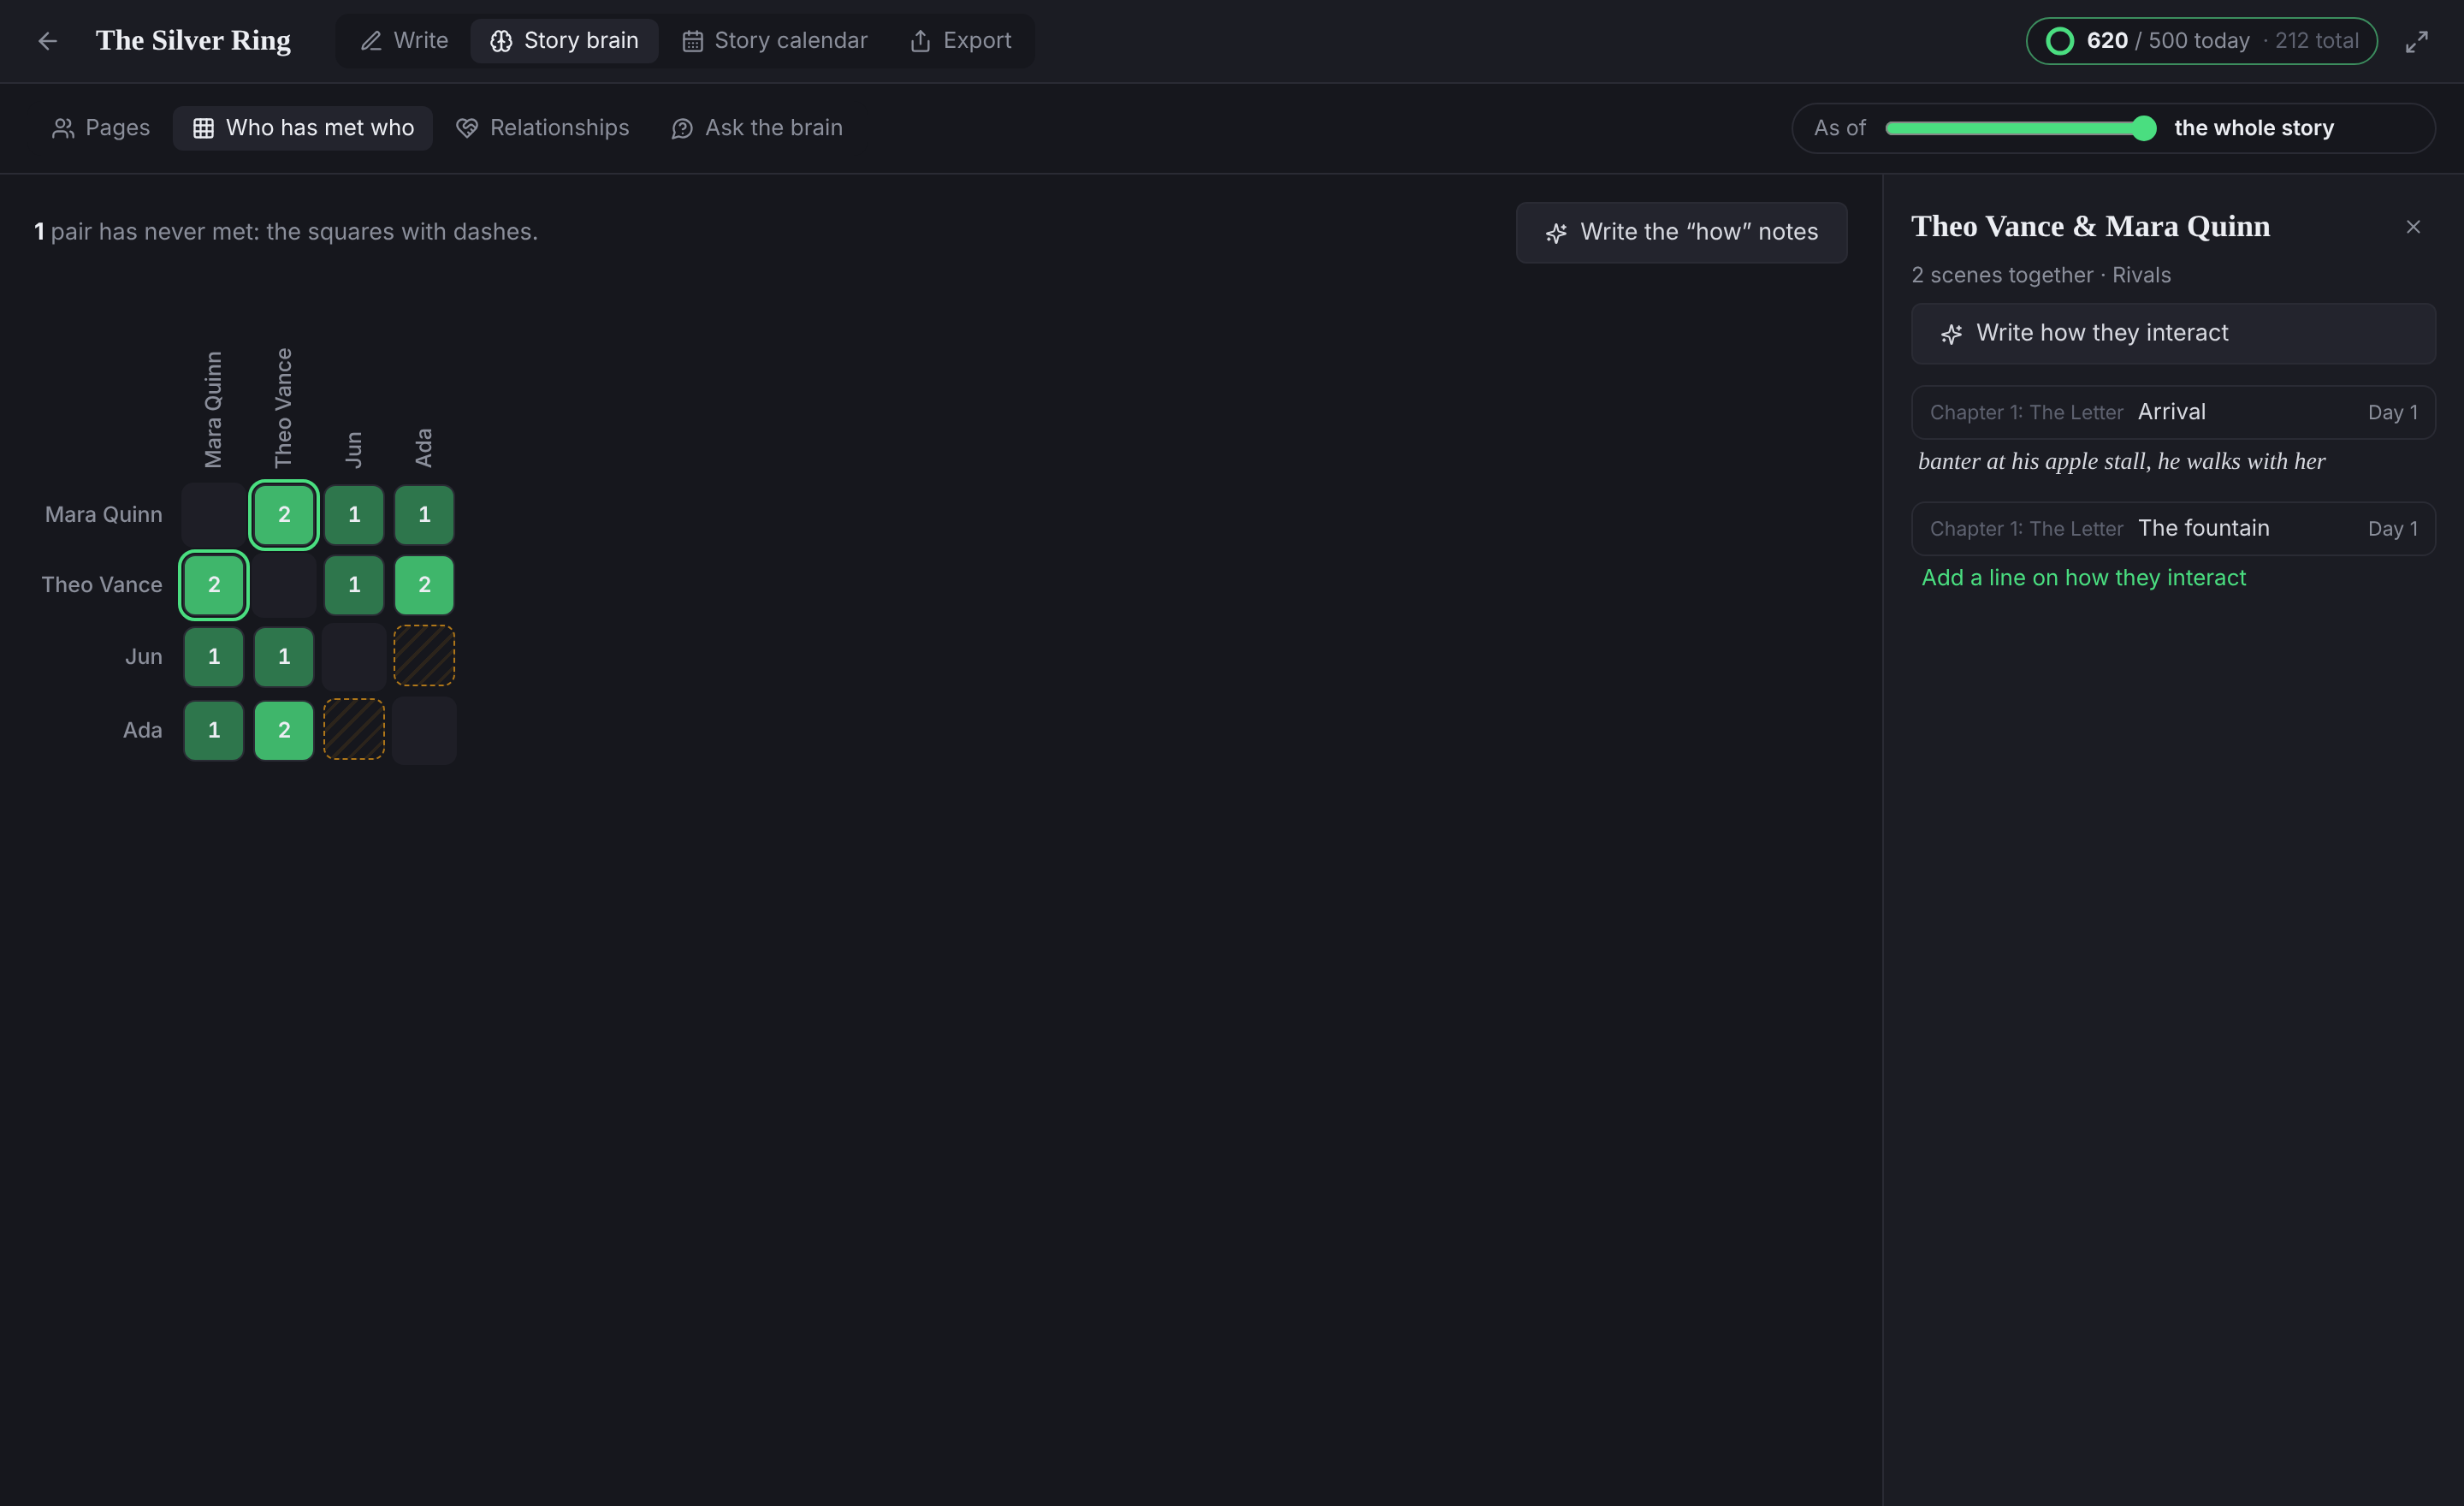 The Silver Ring
Write
Story brain
Story calendar
Export
620 / 500 today · 212 total
Pages
Who has met who
Relationships
Ask the brain
As of
the whole story
1 pair has never met: the squares with dashes.
Write the “how” notes
Mara Quinn
Theo Vance
Jun
Ada
Mara Quinn 2 1 1
Theo Vance 2 1 2
Jun 1 1
Ada 1 2
Theo Vance & Mara Quinn
2 scenes together · Rivals
Write how they interact
Chapter 1: The Letter Arrival Day 1
banter at his apple stall, he walks with her
Chapter 1: The Letter The fountain Day 1
Add a line on how they interact